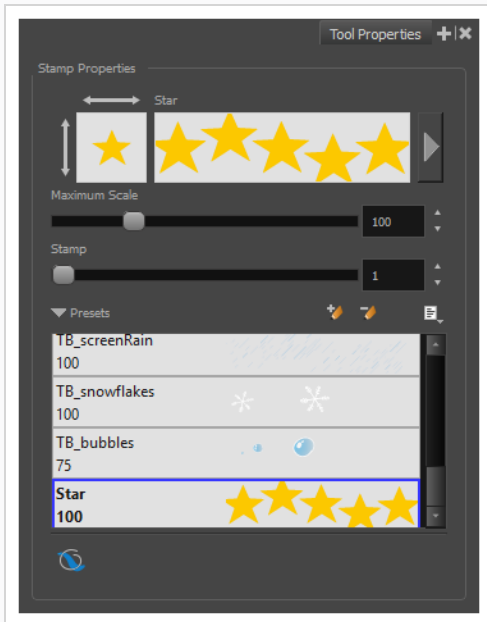 Tool Properties
Stamp Properties
Star
Maximum Scale
100
Stamp
1
Presets
TB_screenRain
100
TB_snowflakes
100
TB_bubbles
75
Star
100